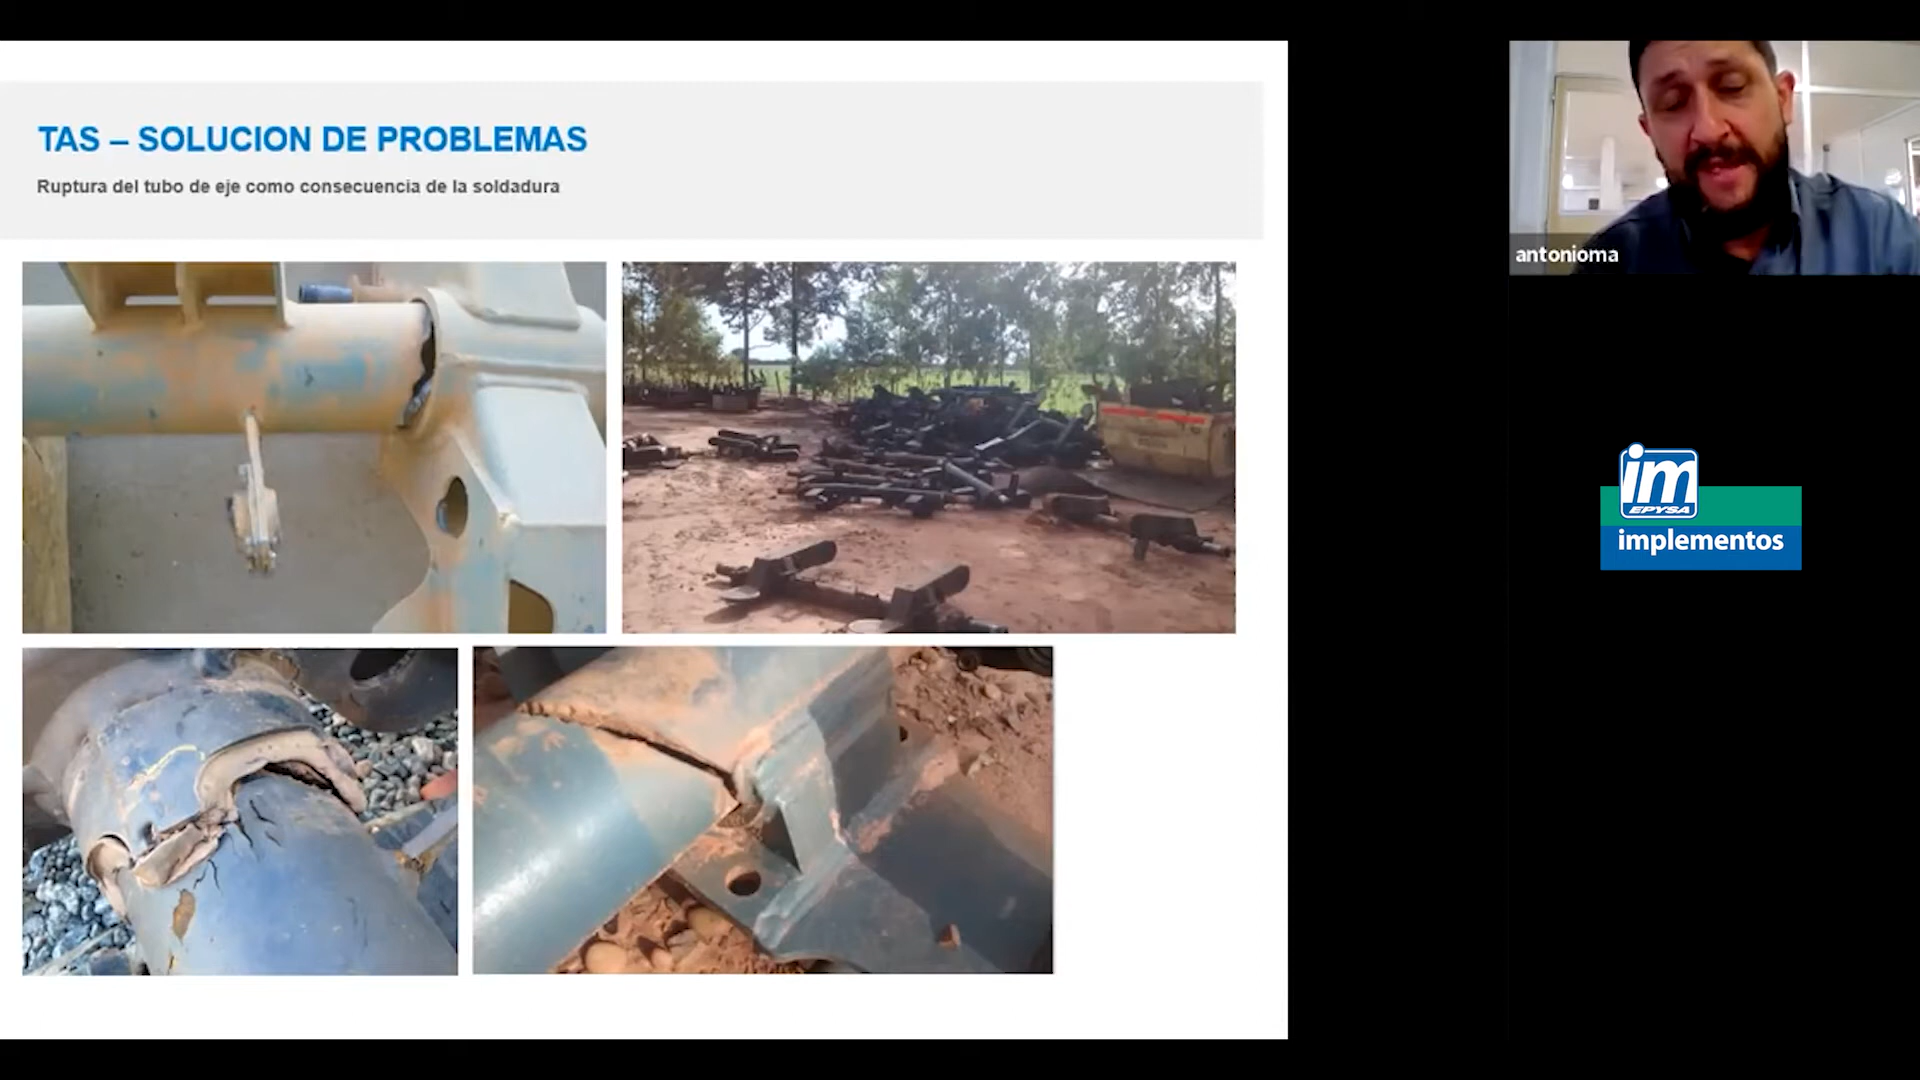 TAS – SOLUCION DE PROBLEMAS
Ruptura del tubo de eje como consecuencia de la soldadura
antonioma
im
EPYSA
implementos